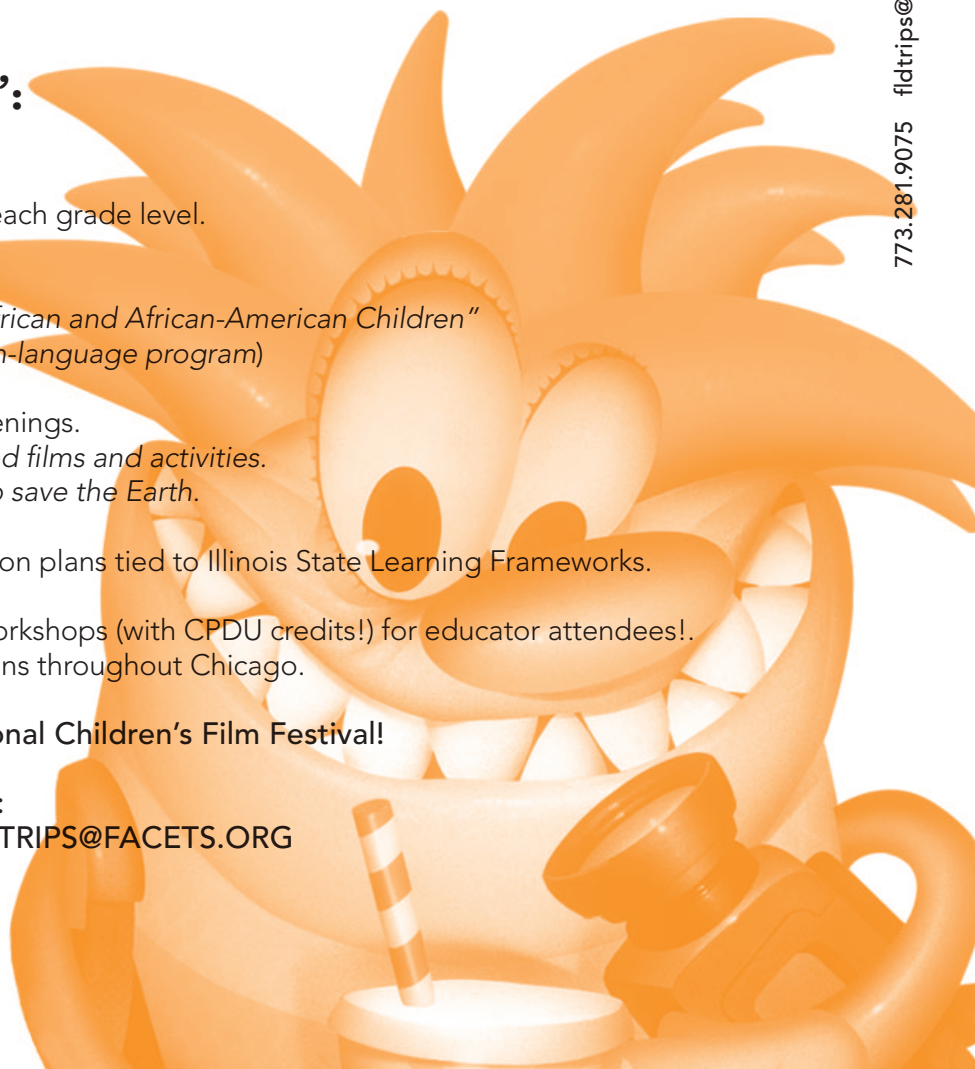 ”:
each grade level.
rican and African-American Children”
n-language program)
enings.
d films and activities.
o save the Earth.
on plans tied to Illinois State Learning Frameworks.
orkshops (with CPDU credits!) for educator attendees!.
ns throughout Chicago.
onal Children’s Film Festival!
:
TRIPS@FACETS.ORG
773.281.9075 fldtrips@